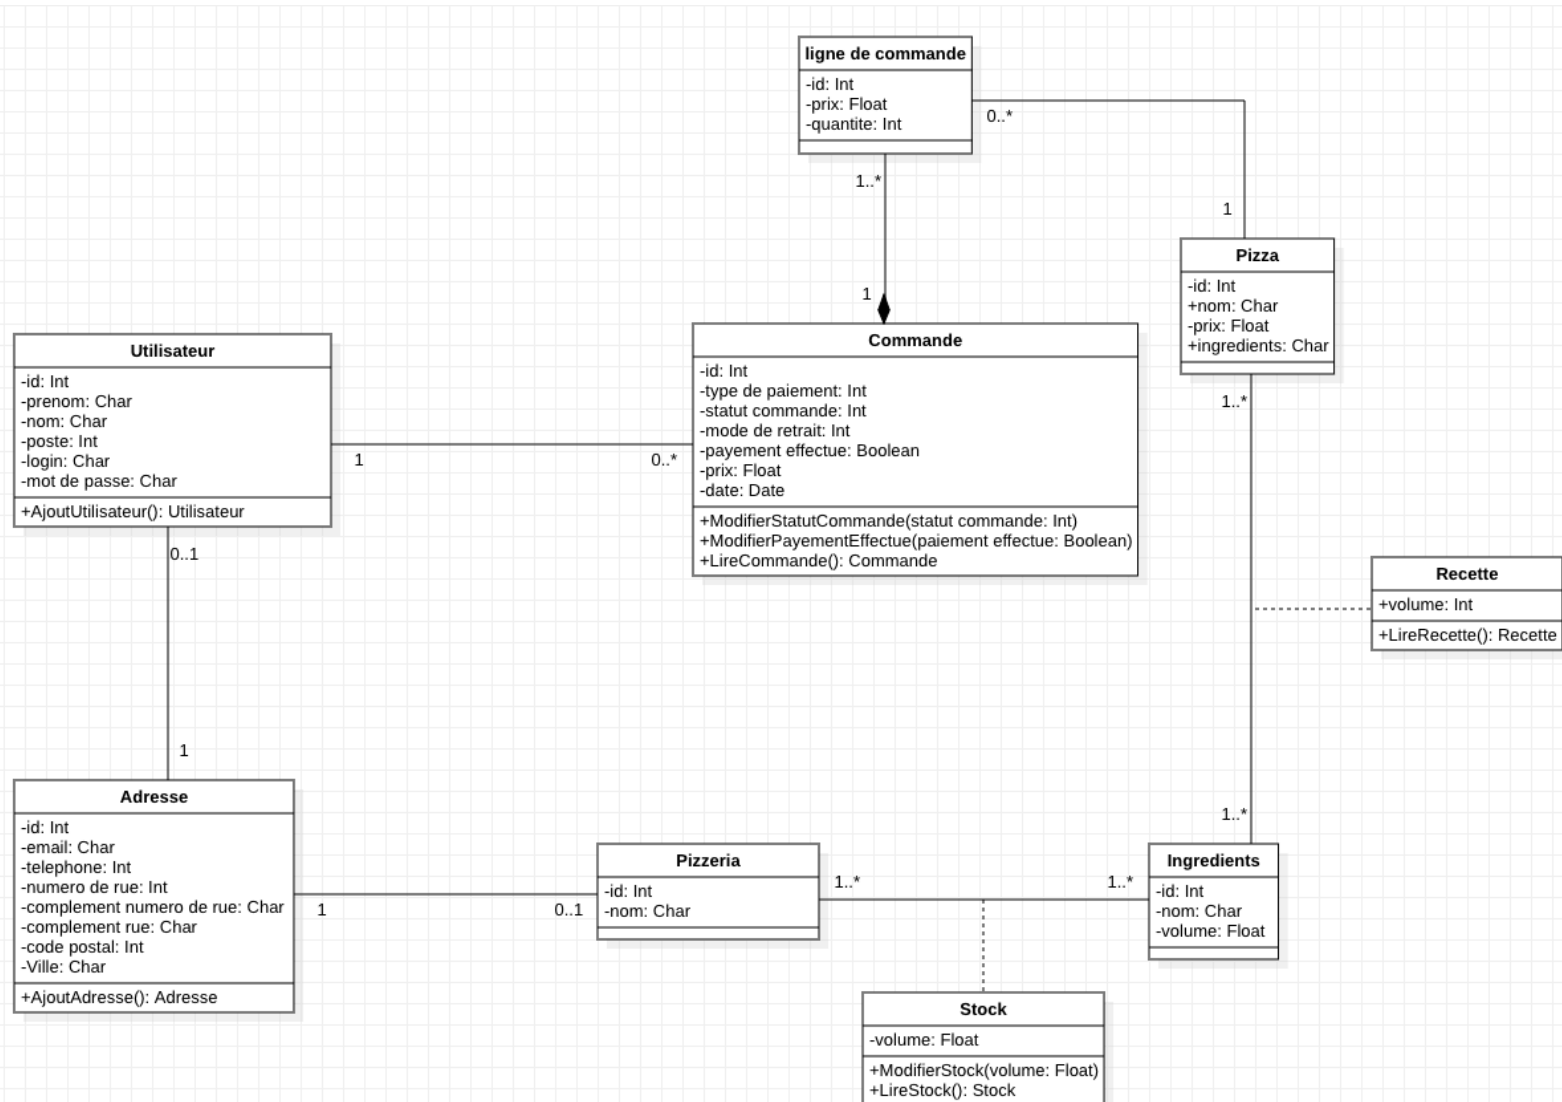 ligne de commande
-id: Int
-prix: Float
-quantite: Int
0..*
1..*
1
1
Pizza
-id: Int
+nom: Char
-prix: Float
+ingredients: Char
1..*
Utilisateur
-id: Int
-prenom: Char
-nom: Char
-poste: Int
-login: Char
-mot de passe: Char
+AjoutUtilisateur(): Utilisateur
1
0..*
0..1
Commande
-id: Int
-type de paiement: Int
-statut commande: Int
-mode de retrait: Int
-payement effectue: Boolean
-prix: Float
-date: Date
+ModifierStatutCommande(statut commande: Int)
+ModifierPayementEffectue(paiement effectue: Boolean)
+LireCommande(): Commande
Recette
+volume: Int
+LireRecette(): Recette
1
1..*
Adresse
-id: Int
-email: Char
-telephone: Int
-numero de rue: Int
-complement numero de rue: Char
-complement rue: Char
-code postal: Int
-Ville: Char
+AjoutAdresse(): Adresse
1
0..1
Pizzeria
-id: Int
-nom: Char
1..*
1..*
Ingredients
-id: Int
-nom: Char
-volume: Float
Stock
-volume: Float
+ModifierStock(volume: Float)
+LireStock(): Stock